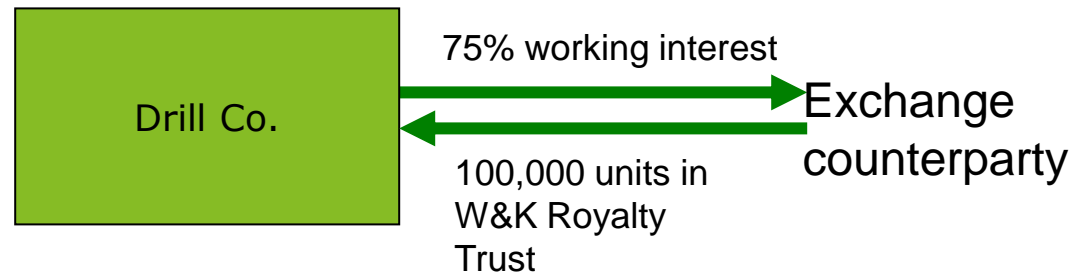 75% working interest
Drill Co.
Exchange
counterparty
100,000 units in
W&K Royalty
Trust